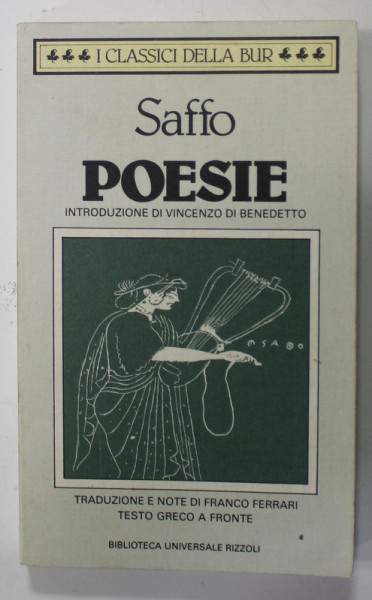 I CLASSICI DELLA BUR
Saffo
POESIE
INTRODUZIONE DI VINCENZO DI BENEDETTO
TRADUZIONE E NOTE DI FRANCO FERRARI
TESTO GRECO A FRONTE
BIBLIOTECA UNIVERSALE RIZZOLI